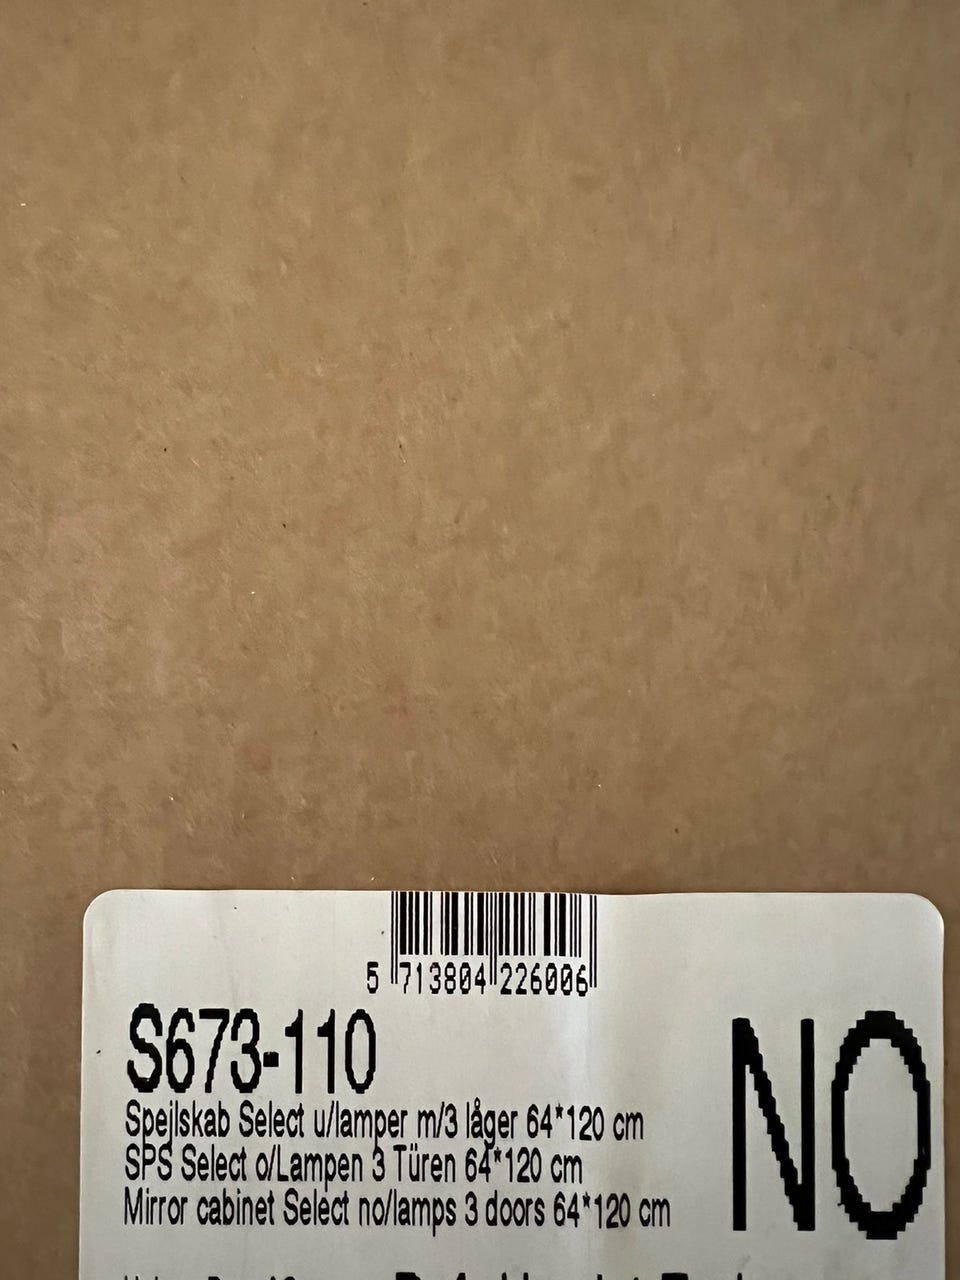 5 713804 226006
S673-110
NO
Spejlskab Select u/lamper m/3 låger 64*120 cm
SPS Select o/Lampen 3 Türen 64*120 cm
Mirror cabinet Select no/lamps 3 doors 64*120 cm